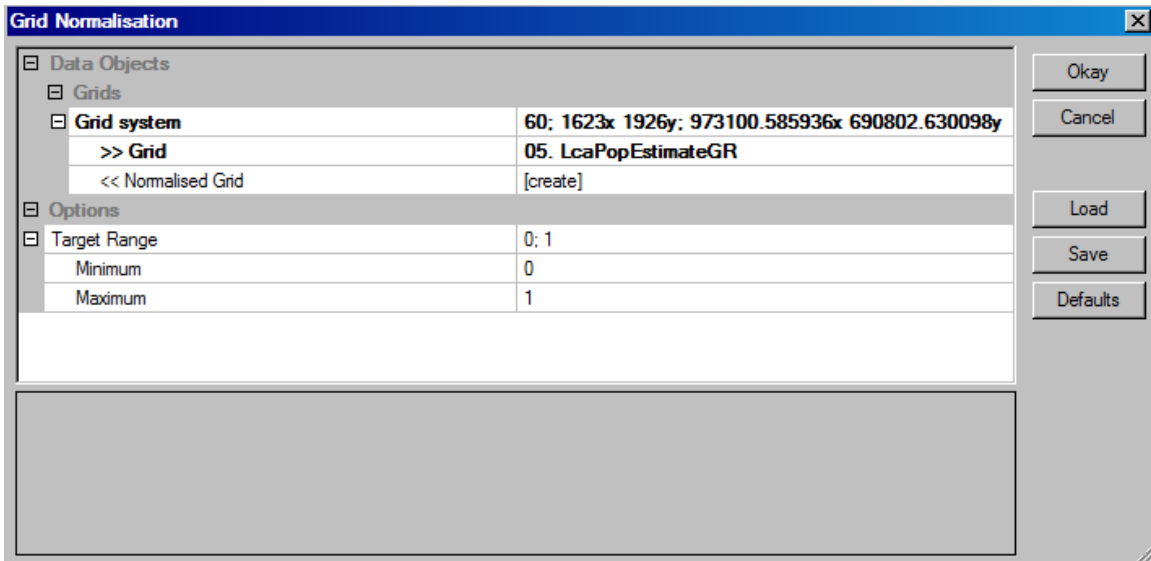 Grid Normalisation
Data Objects
Grids
Grid system 60; 1623x 1926y; 973100.585936x 690802.630098y
>> Grid 05. LcaPopEstimateGR
<< Normalised Grid [create]
Options
Target Range 0; 1
Minimum 0
Maximum 1
Okay
Cancel
Load
Save
Defaults